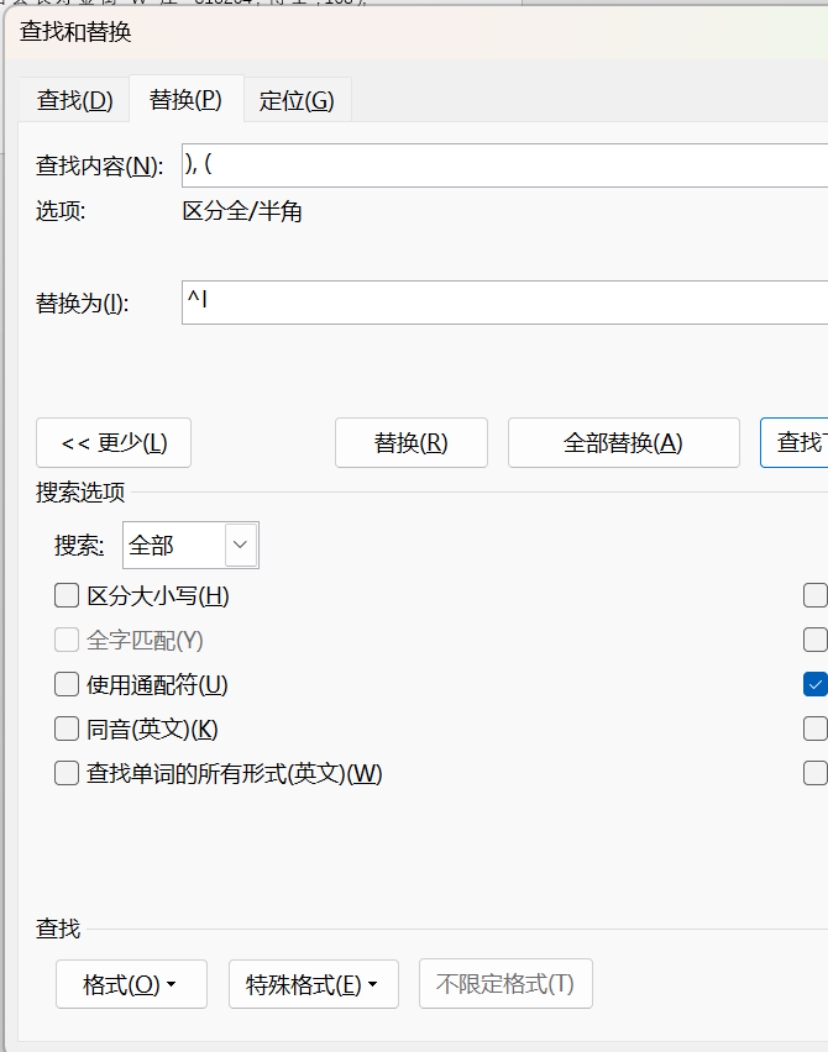 查找和替换
查找(D) 替换(P) 定位(G)
查找内容(N): ), (
选项: 区分全/半角
替换为(I): ^l
<< 更少(L) 替换(R) 全部替换(A) 查找
搜索选项
搜索: 全部
区分大小写(H)
全字匹配(Y)
使用通配符(U)
同音(英文)(K)
查找单词的所有形式(英文)(W)
查找
格式(O) 特殊格式(E) 不限定格式(T)